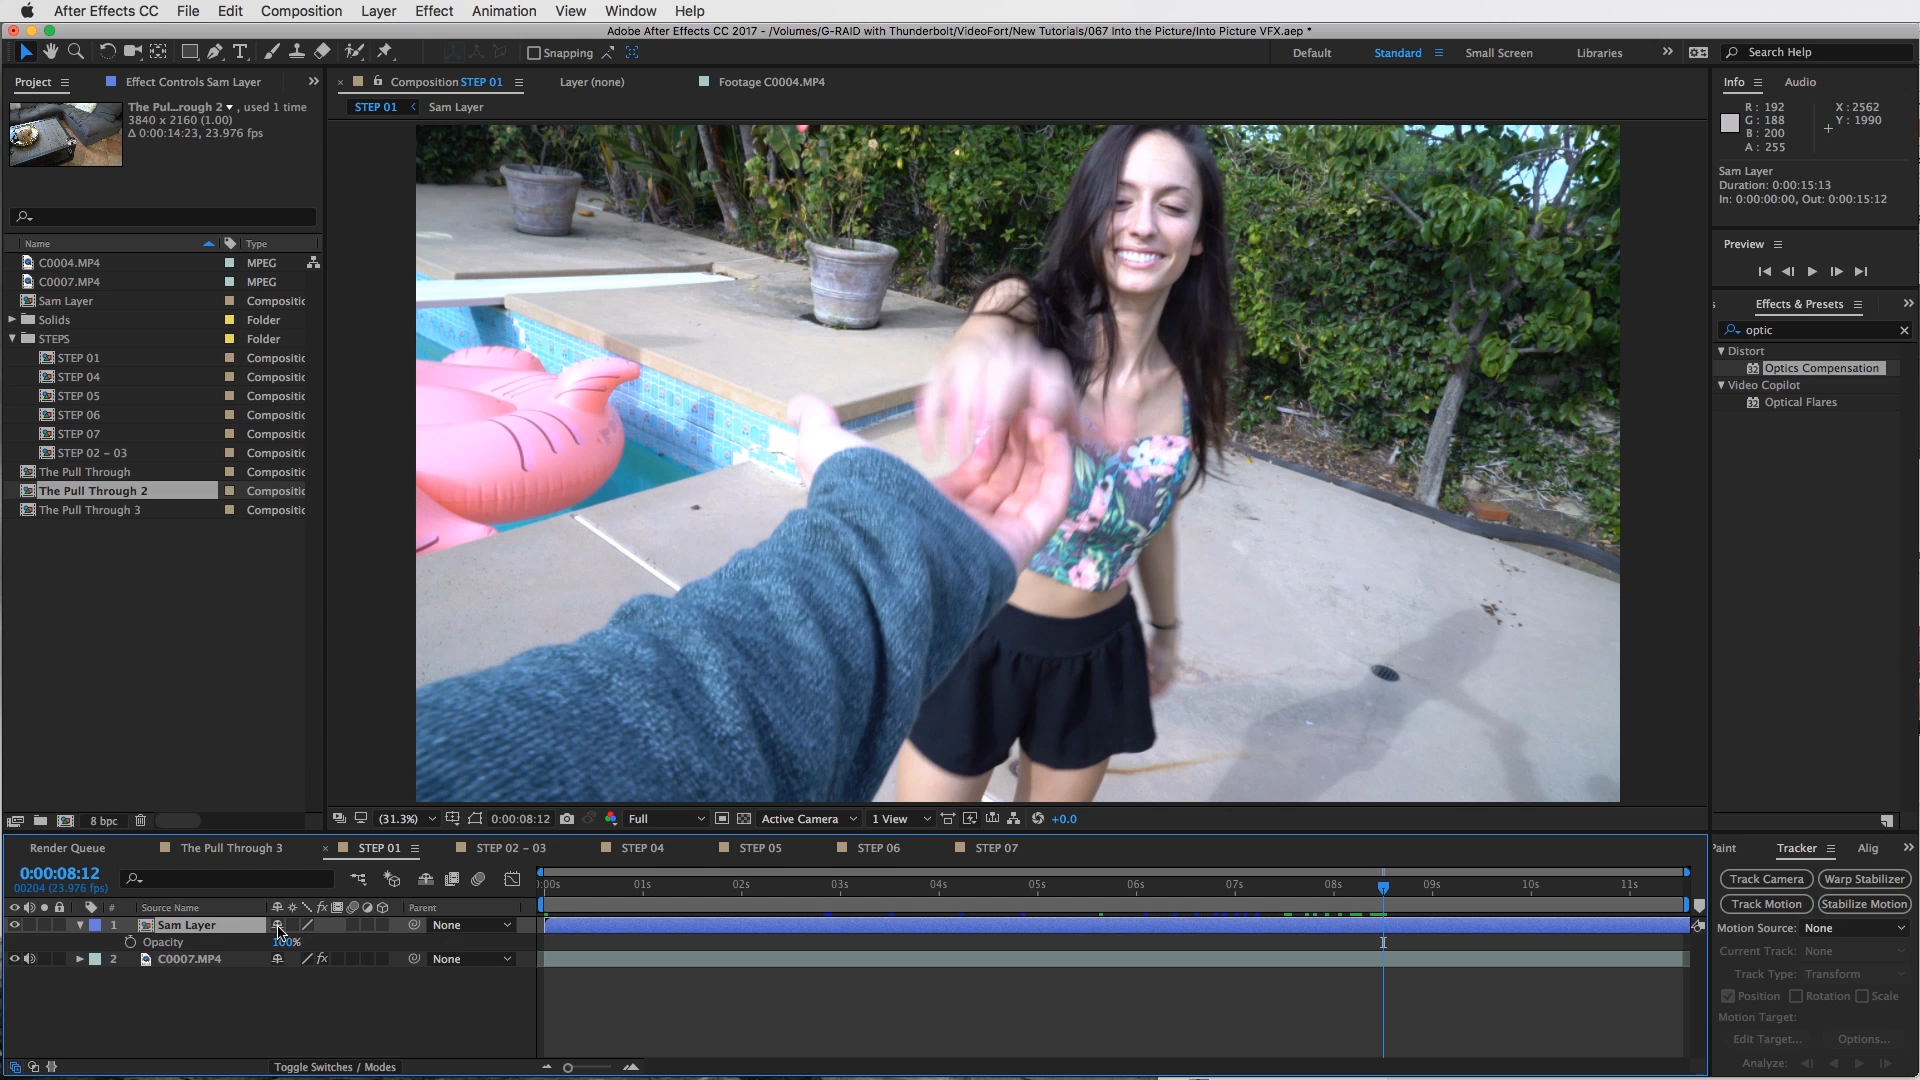 After Effects CC File Edit Composition Layer Effect Animation View Window Help
Adobe After Effects CC 2017 - /Volumes/G-RAID with Thunderbolt/VideoFort/New Tutorials/067 Into the Picture/Into Picture VFX.aep *
Snapping Default Standard Small Screen Libraries Search Help
Project Effect Controls Sam Layer
The Pul...rough 2 , used 1 time
3840 x 2160 (1.00)
Δ 0:00:14:23, 23.976 fps
Name Type
C0004.MP4 MPEG
C0007.MP4 MPEG
Sam Layer Compositic
Solids Folder
STEPS Folder
STEP 01 Compositic
STEP 04 Compositic
STEP 05 Compositic
STEP 06 Compositic
STEP 07 Compositic
STEP 02 - 03 Compositic
The Pull Through Compositic
The Pull Through 2 Compositic
The Pull Through 3 Compositic
8 bpc
Composition STEP 01 Layer (none) Footage C0004.MP4
STEP 01 Sam Layer
(31.3%) 0:00:08:12 Full Active Camera 1 View +0.0
Info Audio
R: 192 X: 2562
G: 188 Y: 1990
B: 200
A: 255
Sam Layer
Duration: 0:00:15:13
In: 0:00:00:00, Out: 0:00:15:12
Preview
Effects & Presets
optic
Distort
Optics Compensation
Video Copilot
Optical Flares
Render Queue The Pull Through 3 STEP 01 STEP 02 - 03 STEP 04 STEP 05 STEP 06 STEP 07
0:00:08:12
00204 (23.976 fps)
:00s 01s 02s 03s 04s 05s 06s 07s 08s 09s 10s 11s
# Source Name Parent
1 Sam Layer None
Opacity 100%
2 C0007.MP4 None
Toggle Switches / Modes
Paint Tracker Alig
Track Camera Warp Stabilizer
Track Motion Stabilize Motion
Motion Source: None
Current Track: None
Track Type: Transform
Position Rotation Scale
Motion Target:
Edit Target... Options...
Analyze: